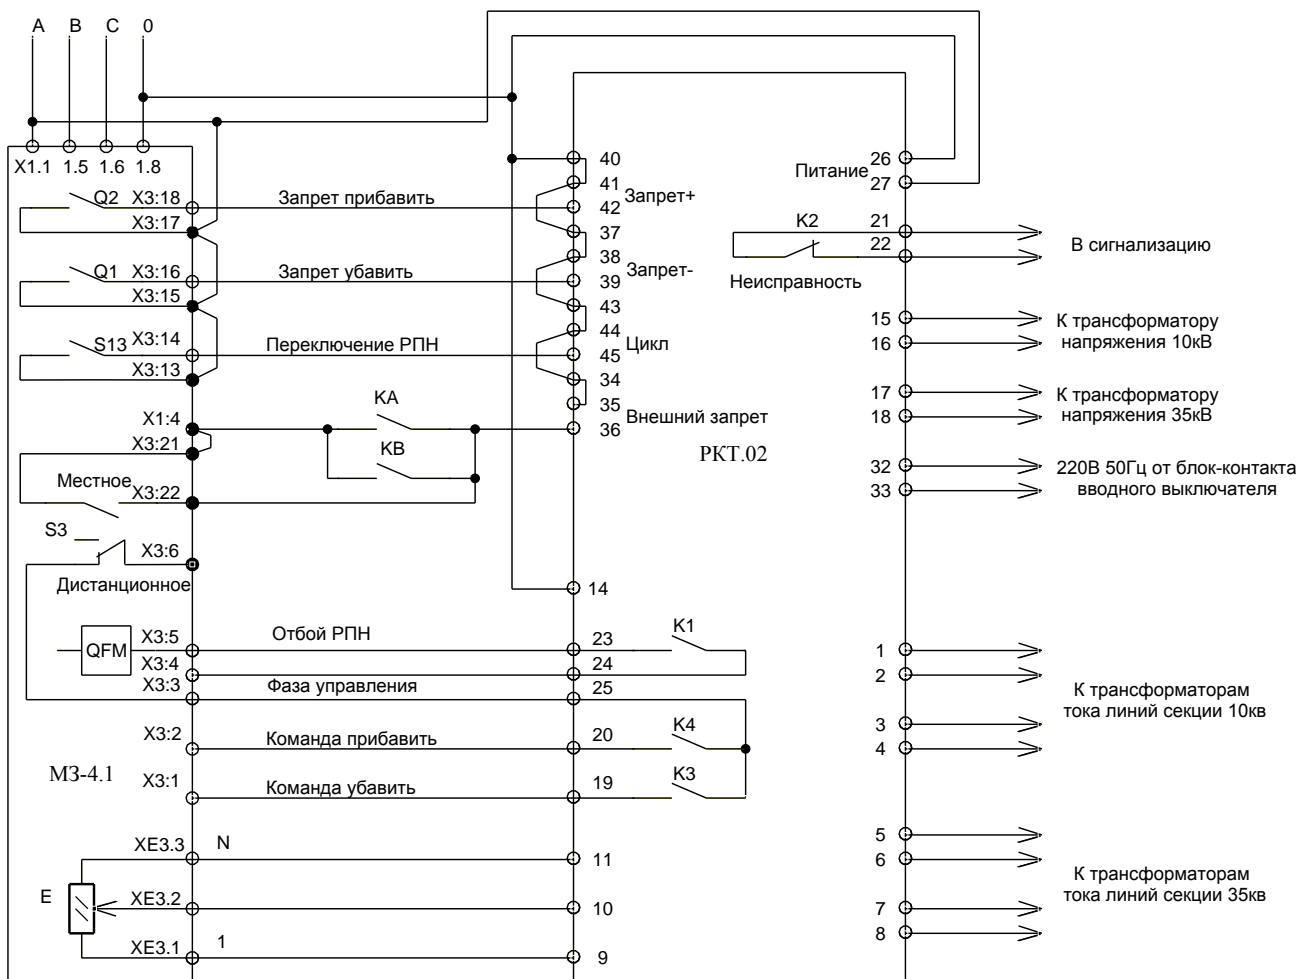 A B C 0
X1.1 1.5 1.6 1.8
Q2 X3:18
X3:17
Q1 X3:16
X3:15
S13 X3:14
X3:13
X1:4
X3:21
Местное X3:22
S3
X3:6
Дистанционное
QFM
X3:5
X3:4
X3:3
X3:2
МЗ-4.1
X3:1
XE3.3 N
E
XE3.2
XE3.1 1
Запрет прибавить
Запрет убавить
Переключение РПН
KA
KB
Отбой РПН
Фаза управления
Команда прибавить
Команда убавить
40
41
Запрет+
42
37
38
Запрет-
39
43
44
Цикл
45
34
35
Внешний запрет
36
РКТ.02
14
23
24
25
20
19
11
10
9
K1
K4
K3
Питание
26
27
K2
21
22
Неисправность
В сигнализацию
15
16
К трансформатору
напряжения 10кВ
17
18
К трансформатору
напряжения 35кВ
32
33
220В 50Гц от блок-контакта
вводного выключателя
1
2
3
4
К трансформаторам
тока линий секции 10кв
5
6
7
8
К трансформаторам
тока линий секции 35кв